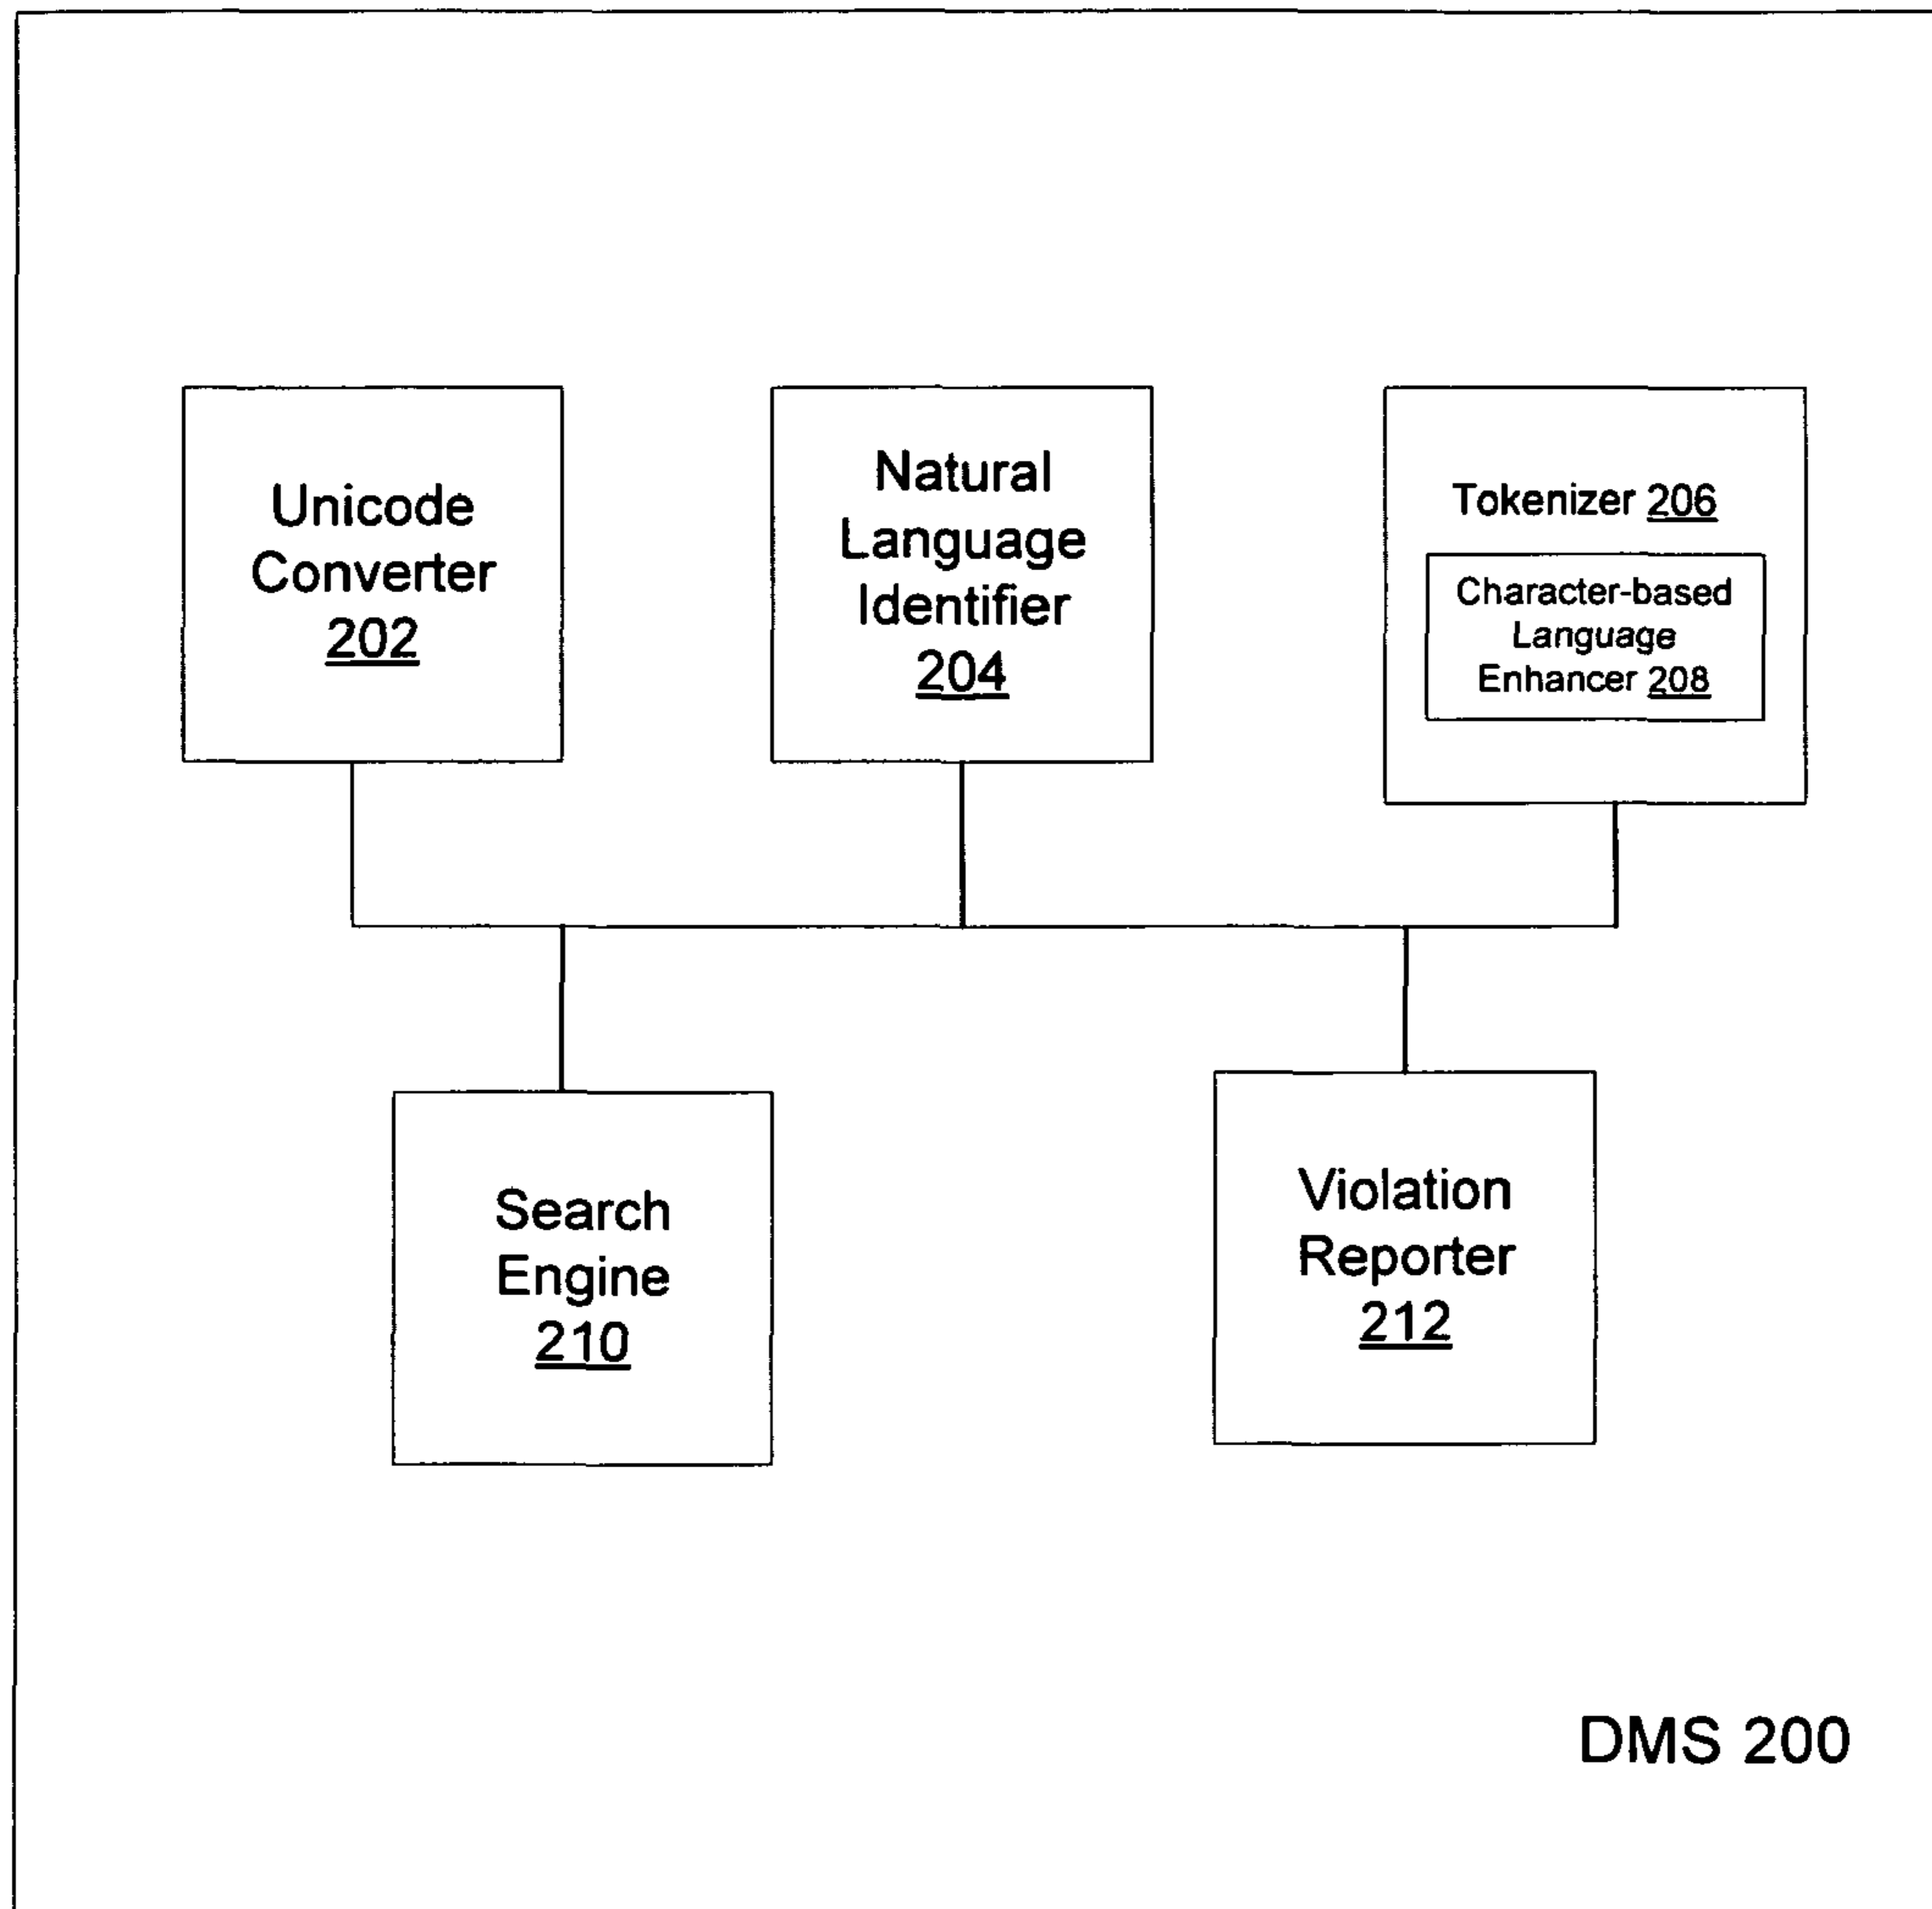 Unicode
Converter
202
Natural
Language
Identifier
204
Tokenizer 206
Character-based
Language
Enhancer 208
Search
Engine
210
Violation
Reporter
212
DMS 200